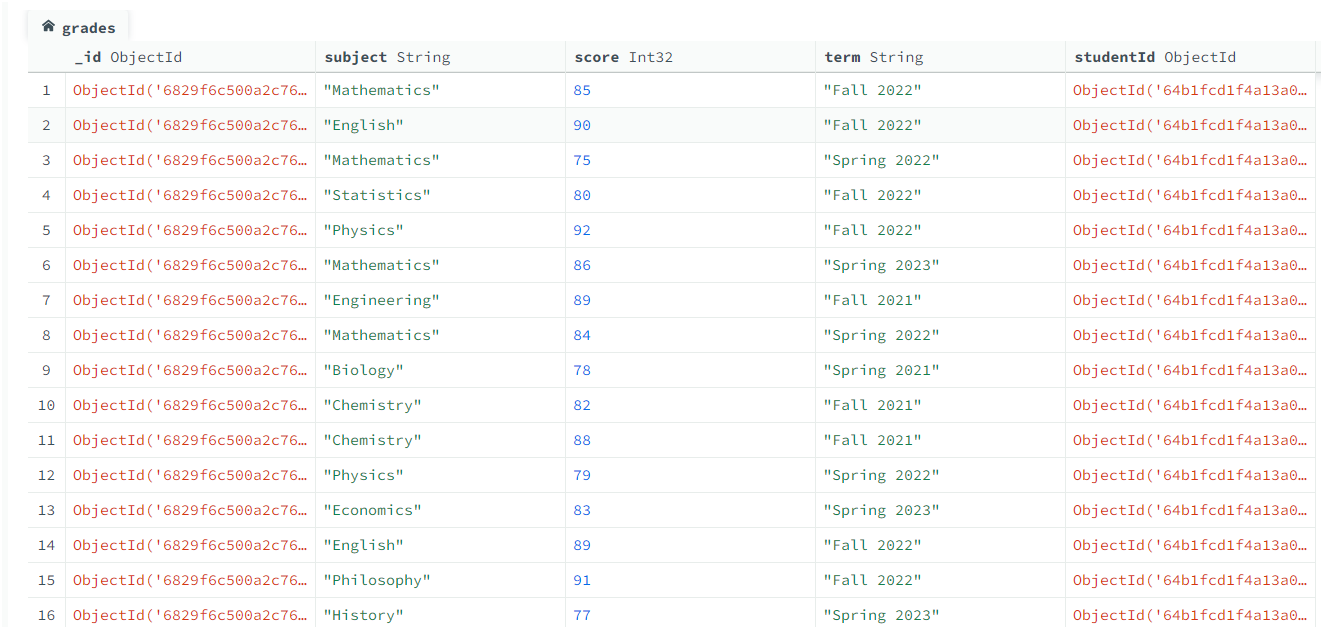 grades
_id ObjectId subject String score Int32 term String studentId ObjectId
1 ObjectId('6829f6c500a2c76… "Mathematics" 85 "Fall 2022" ObjectId('64b1fcd1f4a13a0…
2 ObjectId('6829f6c500a2c76… "English" 90 "Fall 2022" ObjectId('64b1fcd1f4a13a0…
3 ObjectId('6829f6c500a2c76… "Mathematics" 75 "Spring 2022" ObjectId('64b1fcd1f4a13a0…
4 ObjectId('6829f6c500a2c76… "Statistics" 80 "Fall 2022" ObjectId('64b1fcd1f4a13a0…
5 ObjectId('6829f6c500a2c76… "Physics" 92 "Fall 2022" ObjectId('64b1fcd1f4a13a0…
6 ObjectId('6829f6c500a2c76… "Mathematics" 86 "Spring 2023" ObjectId('64b1fcd1f4a13a0…
7 ObjectId('6829f6c500a2c76… "Engineering" 89 "Fall 2021" ObjectId('64b1fcd1f4a13a0…
8 ObjectId('6829f6c500a2c76… "Mathematics" 84 "Spring 2022" ObjectId('64b1fcd1f4a13a0…
9 ObjectId('6829f6c500a2c76… "Biology" 78 "Spring 2021" ObjectId('64b1fcd1f4a13a0…
10 ObjectId('6829f6c500a2c76… "Chemistry" 82 "Fall 2021" ObjectId('64b1fcd1f4a13a0…
11 ObjectId('6829f6c500a2c76… "Chemistry" 88 "Fall 2021" ObjectId('64b1fcd1f4a13a0…
12 ObjectId('6829f6c500a2c76… "Physics" 79 "Spring 2022" ObjectId('64b1fcd1f4a13a0…
13 ObjectId('6829f6c500a2c76… "Economics" 83 "Spring 2023" ObjectId('64b1fcd1f4a13a0…
14 ObjectId('6829f6c500a2c76… "English" 89 "Fall 2022" ObjectId('64b1fcd1f4a13a0…
15 ObjectId('6829f6c500a2c76… "Philosophy" 91 "Fall 2022" ObjectId('64b1fcd1f4a13a0…
16 ObjectId('6829f6c500a2c76… "History" 77 "Spring 2023" ObjectId('64b1fcd1f4a13a0…